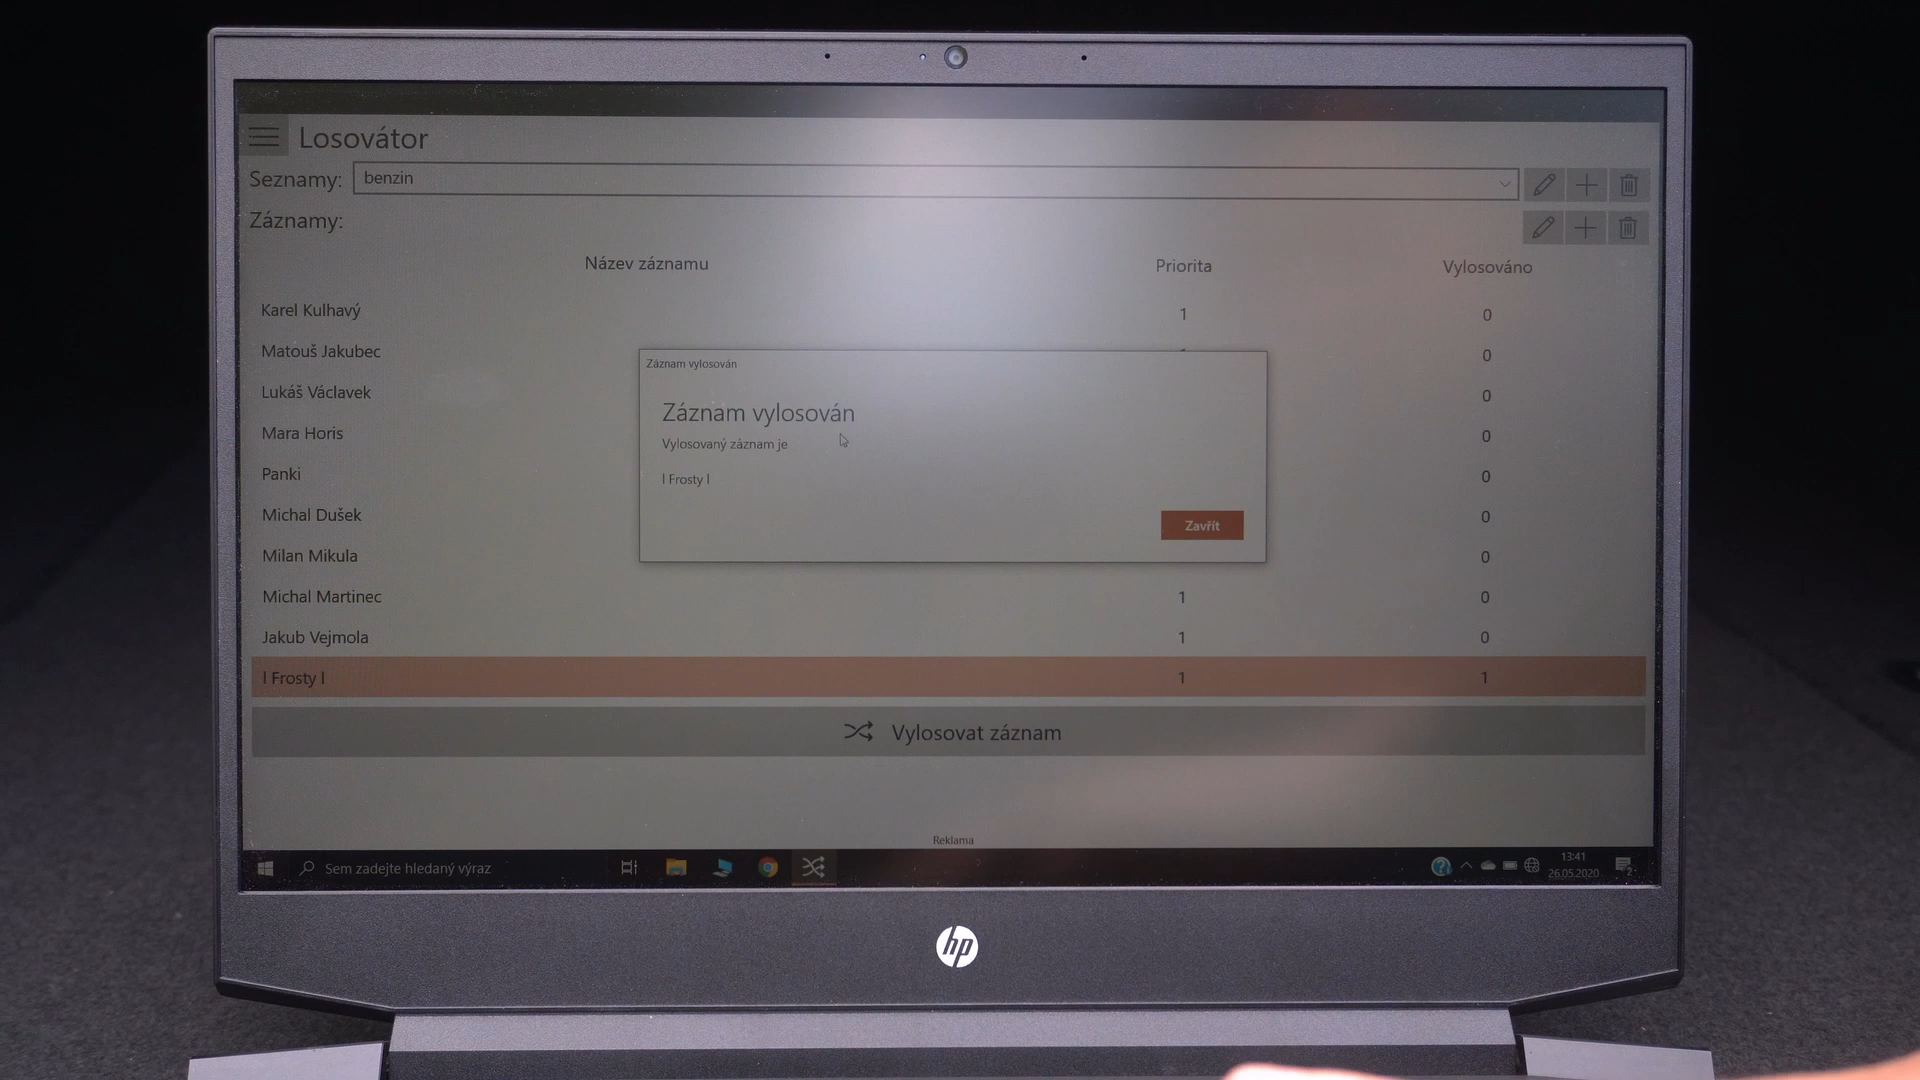 Losovátor
Seznamy: benzin
Záznamy:
Název záznamu Priorita Vylosováno
Karel Kulhavý 1 0
Matouš Jakubec 0
Lukáš Václavek 0
Mara Horis 0
Panki 0
Michal Dušek 0
Milan Mikula 0
Michal Martinec 1 0
Jakub Vejmola 1 0
l Frosty l 1 1
Záznam vylosován
Záznam vylosován
Vylosovaný záznam je
l Frosty l
Zavřít
Vylosovat záznam
Reklama
Sem zadejte hledaný výraz
13:41
26.05.2020
2
hp